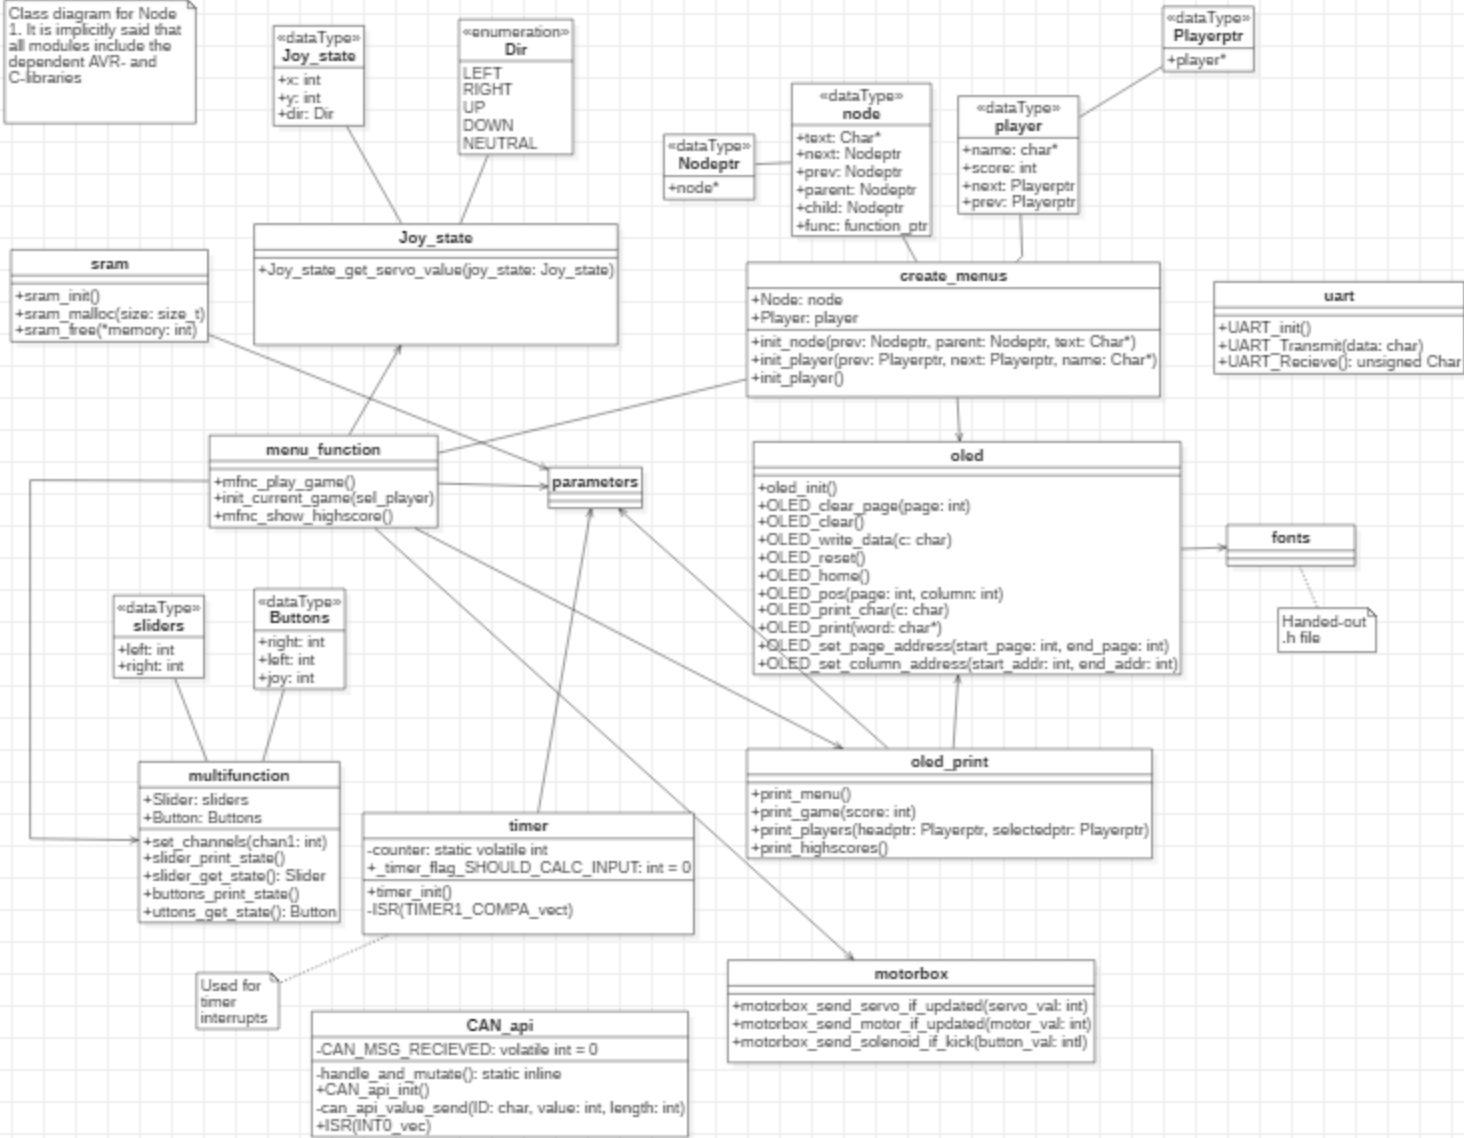 Class diagram for Node
1. It is implicitly said that
all modules include the
dependent AVR- and
C-libraries
«dataType»
Joy_state
+x: int
+y: int
+dir: Dir
«enumeration»
Dir
LEFT
RIGHT
UP
DOWN
NEUTRAL
«dataType»
Nodeptr
+node*
«dataType»
node
+text: Char*
+next: Nodeptr
+prev: Nodeptr
+parent: Nodeptr
+child: Nodeptr
+func: function_ptr
«dataType»
player
+name: char*
+score: int
+next: Playerptr
+prev: Playerptr
«dataType»
Playerptr
+player*
sram
+sram_init()
+sram_malloc(size: size_t)
+sram_free(*memory: int)
Joy_state
+Joy_state_get_servo_value(joy_state: Joy_state)
create_menus
+Node: node
+Player: player
+init_node(prev: Nodeptr, parent: Nodeptr, text: Char*)
+init_player(prev: Playerptr, next: Playerptr, name: Char*)
+init_player()
uart
+UART_init()
+UART_Transmit(data: char)
+UART_Recieve(): unsigned Char
menu_function
+mfnc_play_game()
+init_current_game(sel_player)
+mfnc_show_highscore()
parameters
oled
+oled_init()
+OLED_clear_page(page: int)
+OLED_clear()
+OLED_write_data(c: char)
+OLED_reset()
+OLED_home()
+OLED_pos(page: int, column: int)
+OLED_print_char(c: char)
+OLED_print(word: char*)
+OLED_set_page_address(start_page: int, end_page: int)
+OLED_set_column_address(start_addr: int, end_addr: int)
fonts
Handed-out
.h file
«dataType»
sliders
+left: int
+right: int
«dataType»
Buttons
+right: int
+left: int
+joy: int
multifunction
+Slider: sliders
+Button: Buttons
+set_channels(chan1: int)
+slider_print_state()
+slider_get_state(): Slider
+buttons_print_state()
+uttons_get_state(): Button
timer
-counter: static volatile int
+_timer_flag_SHOULD_CALC_INPUT: int = 0
+timer_init()
-ISR(TIMER1_COMPA_vect)
oled_print
+print_menu()
+print_game(score: int)
+print_players(headptr: Playerptr, selectedptr: Playerptr)
+print_highscores()
Used for
timer
interrupts
motorbox
+motorbox_send_servo_if_updated(servo_val: int)
+motorbox_send_motor_if_updated(motor_val: int)
+motorbox_send_solenoid_if_kick(button_val: intl)
CAN_api
-CAN_MSG_RECIEVED: volatile int = 0
-handle_and_mutate(): static inline
+CAN_api_init()
-can_api_value_send(ID: char, value: int, length: int)
+ISR(INT0_vec)